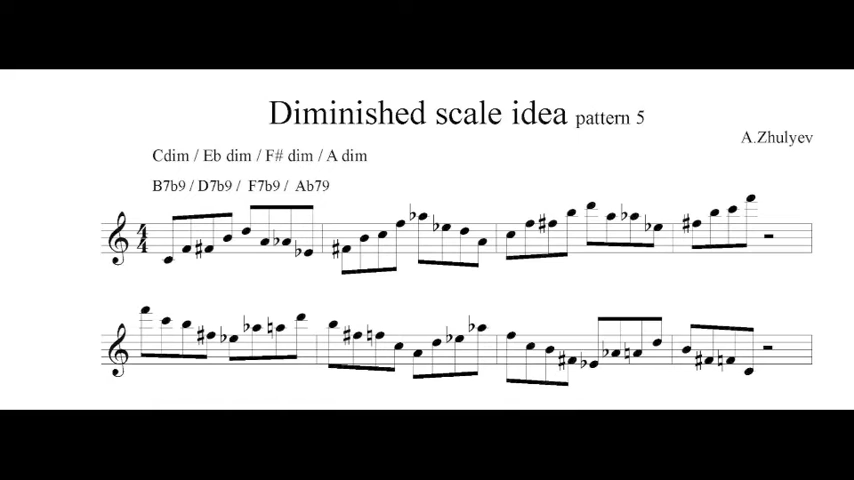 Diminished scale idea pattern 5
A.Zhulyev
Cdim / Eb dim / F# dim / A dim
B7b9 / D7b9 / F7b9 / Ab79
4
4